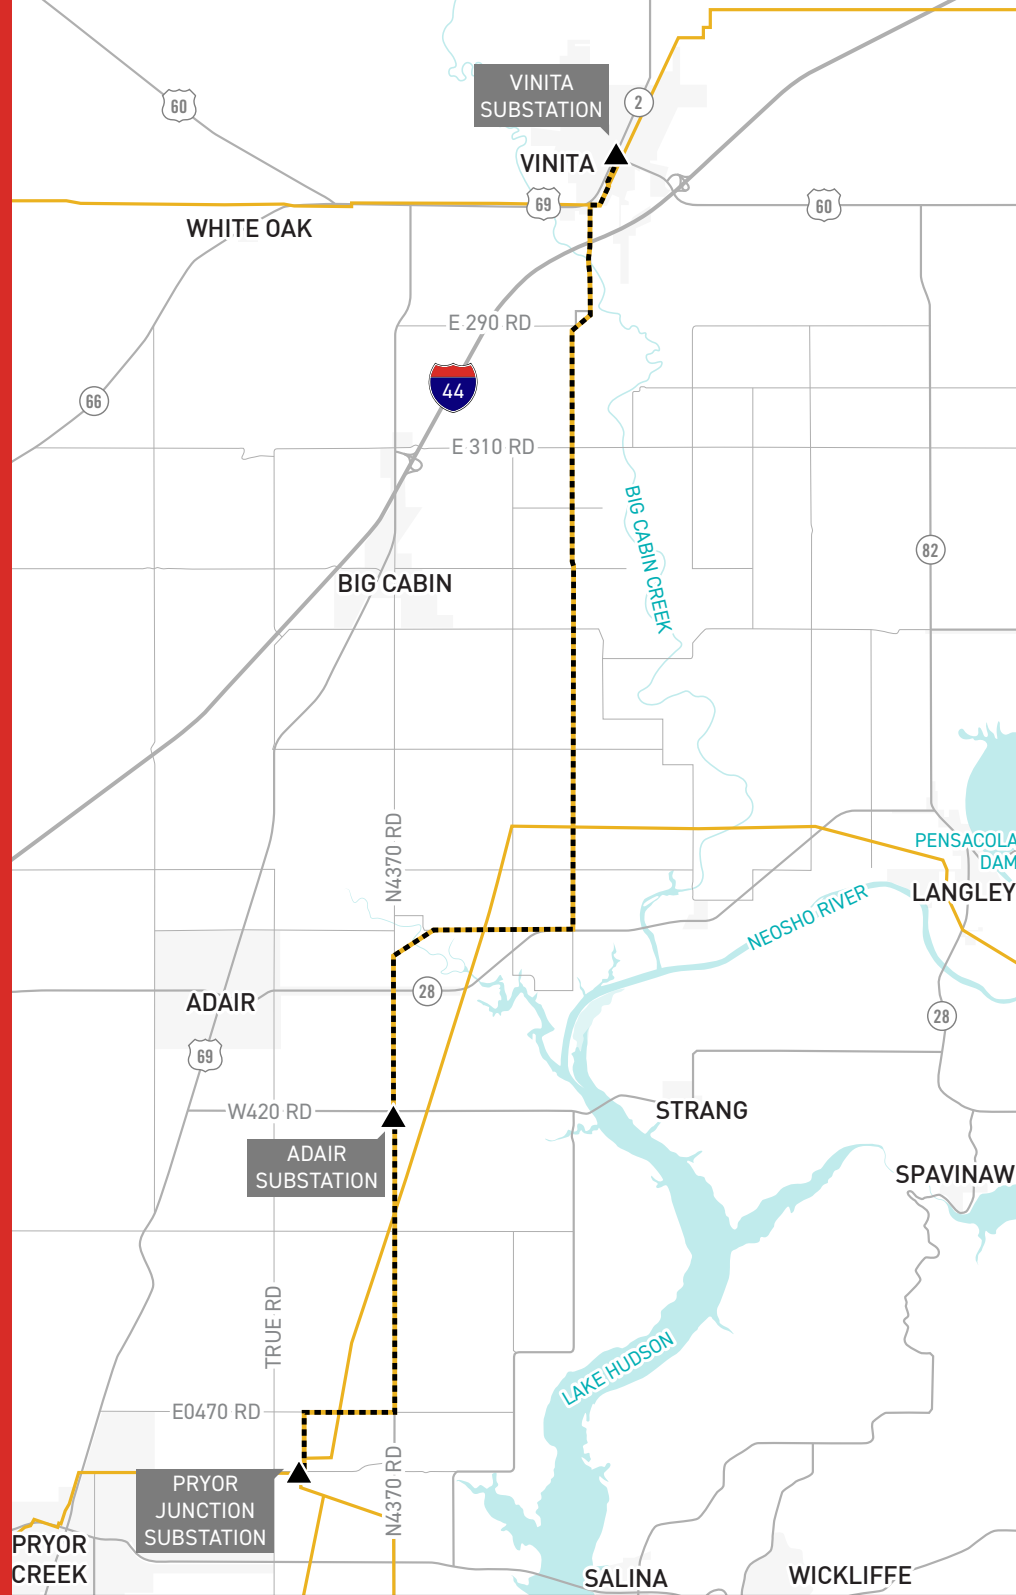 60
VINITA
SUBSTATION
2
VINITA
69
60
WHITE OAK
E 290 RD
44
66
E 310 RD
BIG CABIN CREEK
82
BIG CABIN
N4370 RD
PENSACOLA
DAM
LANGLEY
NEOSHO RIVER
ADAIR
28
28
69
W420 RD
STRANG
ADAIR
SUBSTATION
SPAVINAW
TRUE RD
LAKE HUDSON
E0470 RD
N4370 RD
PRYOR
JUNCTION
SUBSTATION
PRYOR
CREEK
SALINA
WICKLIFFE